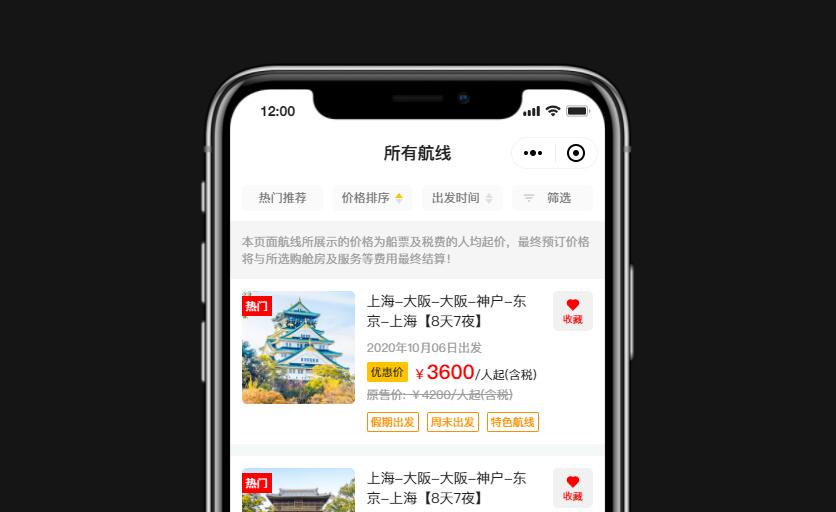 12:00
所有航线
热门推荐 价格排序 出发时间 筛选
本页面航线所展示的价格为船票及税费的人均起价，最终预订价格
将与所选购舱房及服务等费用最终结算！
热门
上海-大阪-大阪-神户-东
京-上海【8天7夜】
收藏
2020年10月06日出发
优惠价 ￥3600/人起(含税)
原售价: ￥4200/人起(含税)
假期出发 周末出发 特色航线
热门
上海-大阪-大阪-神户-东
京-上海【8天7夜】
收藏